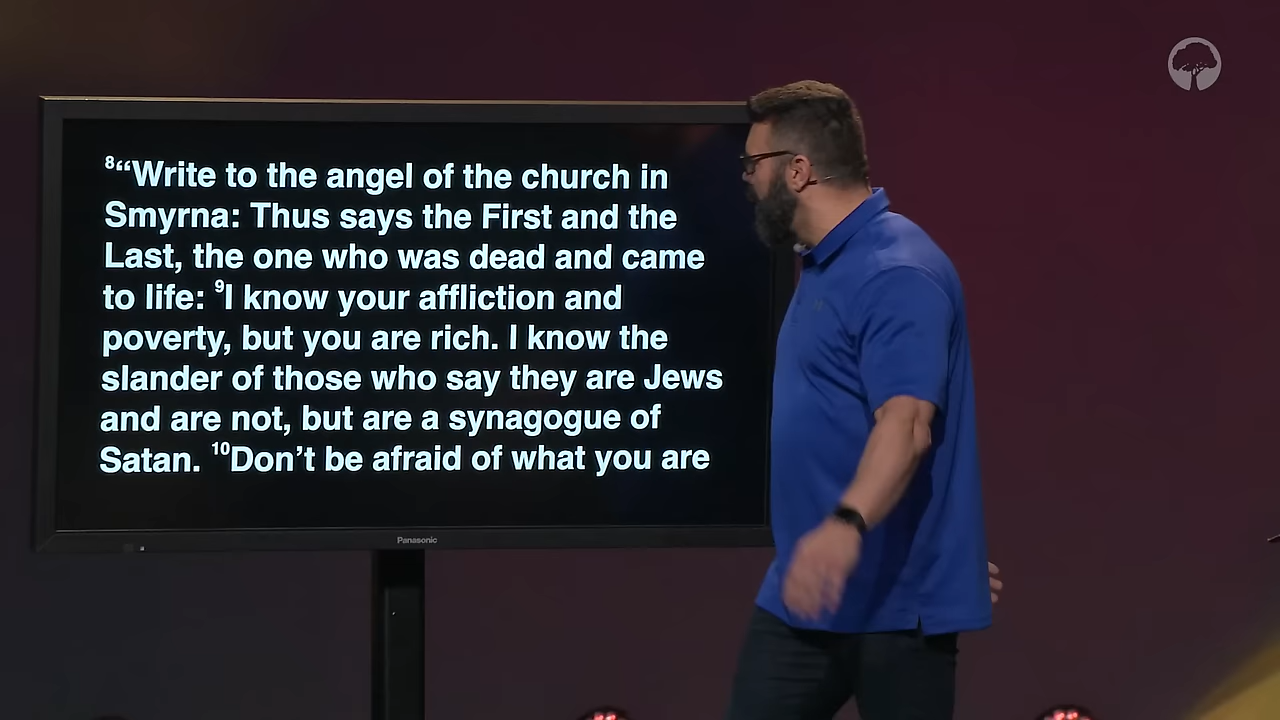 ⁸“Write to the angel of the church in
Smyrna: Thus says the First and the
Last, the one who was dead and came
to life: ⁹I know your affliction and
poverty, but you are rich. I know the
slander of those who say they are Jews
and are not, but are a synagogue of
Satan. ¹⁰Don’t be afraid of what you are
Panasonic